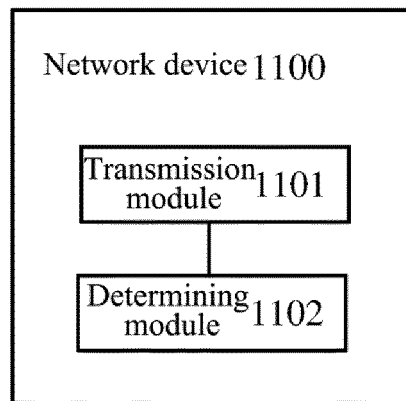 Network device 1100
Transmission
module 1101
Determining
module 1102